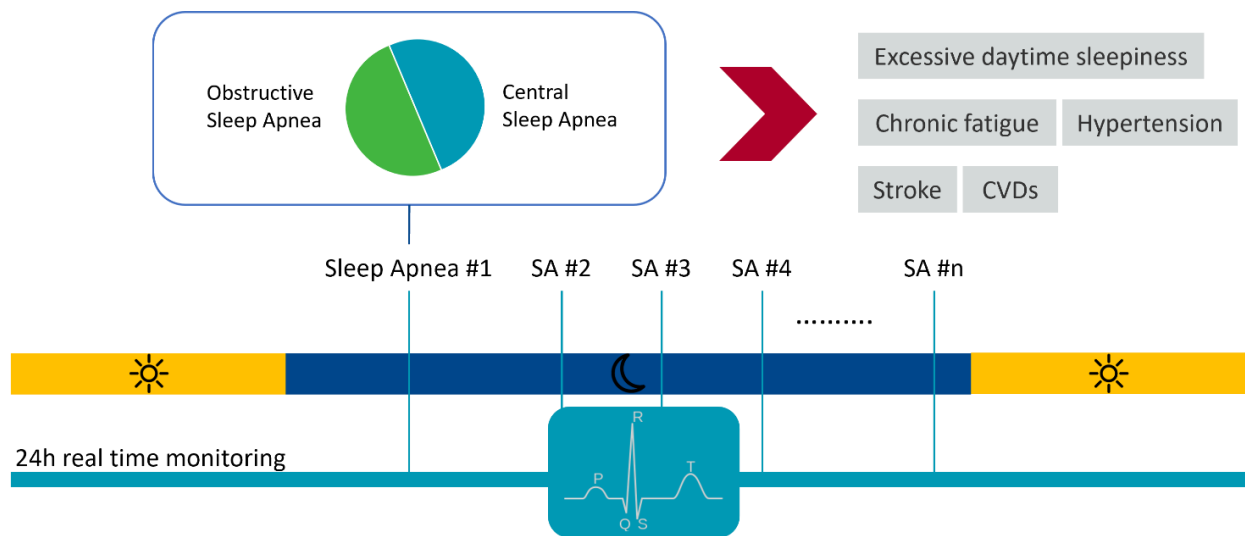 Obstructive
Sleep Apnea
Central
Sleep Apnea
Excessive daytime sleepiness
Chronic fatigue
Hypertension
Stroke
CVDs
Sleep Apnea #1
SA #2
SA #3
SA #4
..........
SA #n
24h real time monitoring
R
P
T
Q
S